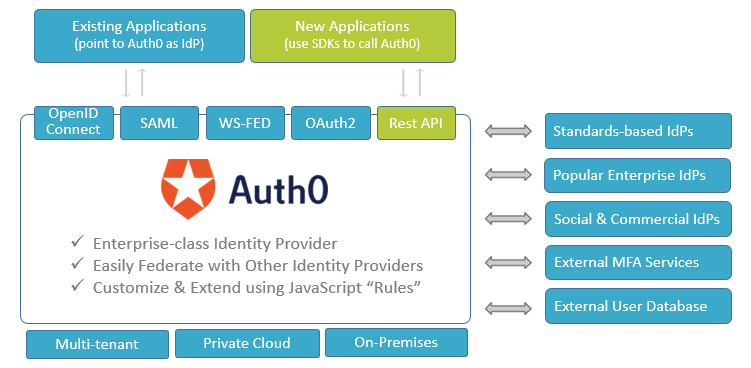 Existing Applications
(point to Auth0 as IdP)
New Applications
(use SDKs to call Auth0)
OpenID
Connect
SAML
WS-FED
OAuth2
Rest API
Auth0
✓ Enterprise-class Identity Provider
✓ Easily Federate with Other Identity Providers
✓ Customize & Extend using JavaScript “Rules”
Standards-based IdPs
Popular Enterprise IdPs
Social & Commercial IdPs
External MFA Services
External User Database
Multi-tenant
Private Cloud
On-Premises